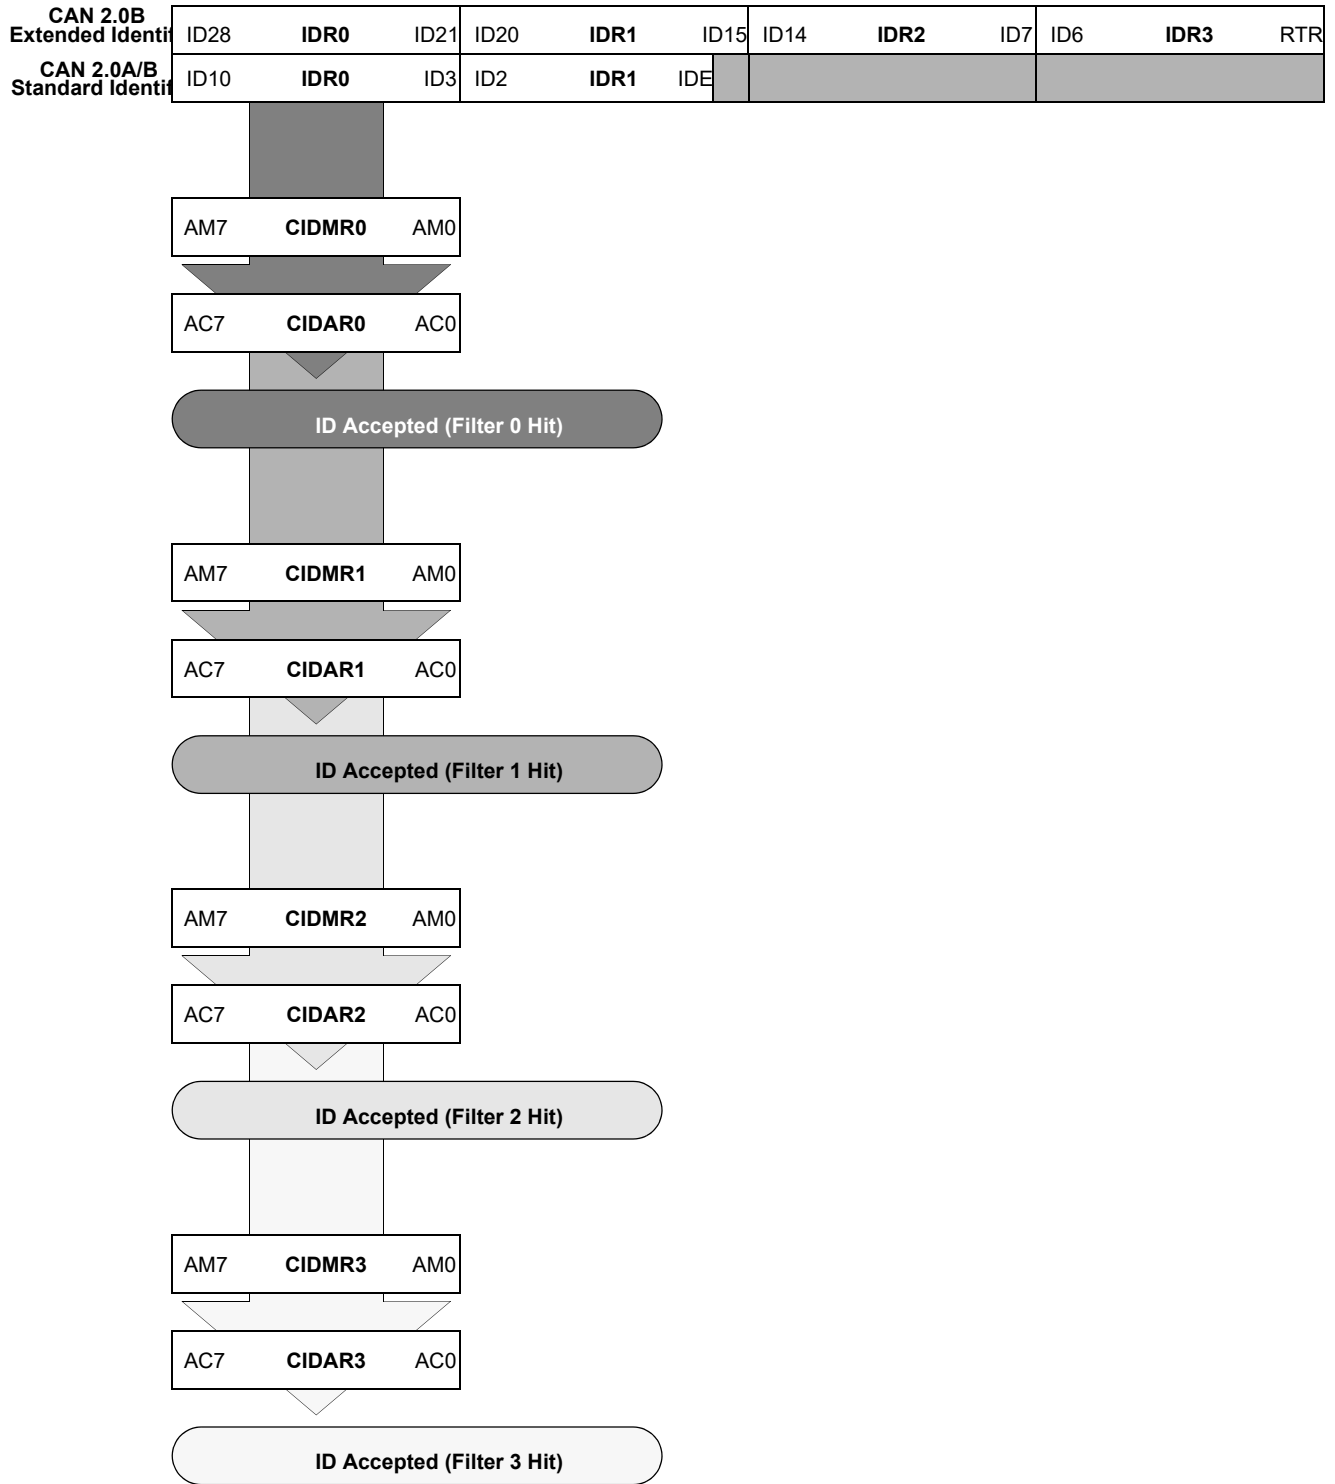 CAN 2.0B
Extended Identif
ID28 IDR0 ID21 ID20 IDR1 ID15 ID14 IDR2 ID7 ID6 IDR3 RTR
CAN 2.0A/B
Standard Identif
ID10 IDR0 ID3 ID2 IDR1 IDE
AM7 CIDMR0 AM0
AC7 CIDAR0 AC0
ID Accepted (Filter 0 Hit)
AM7 CIDMR1 AM0
AC7 CIDAR1 AC0
ID Accepted (Filter 1 Hit)
AM7 CIDMR2 AM0
AC7 CIDAR2 AC0
ID Accepted (Filter 2 Hit)
AM7 CIDMR3 AM0
AC7 CIDAR3 AC0
ID Accepted (Filter 3 Hit)